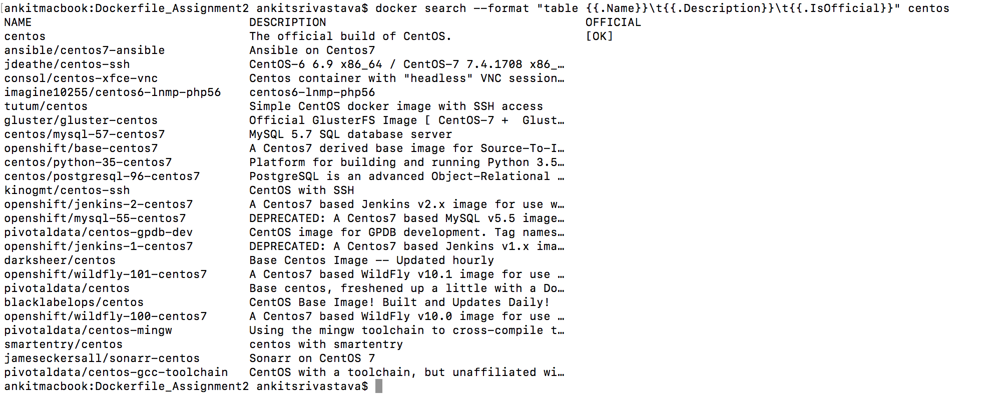 [ankitmacbook:Dockerfile_Assignment2 ankitsrivastava$ docker search --format "table {{.Name}}\t{{.Description}}\t{{.IsOfficial}}" centos
NAME                               DESCRIPTION                                     OFFICIAL
centos                             The official build of CentOS.                   [OK]
ansible/centos7-ansible            Ansible on Centos7
jdeathe/centos-ssh                 CentOS-6 6.9 x86_64 / CentOS-7 7.4.1708 x86_…
consol/centos-xfce-vnc             Centos container with "headless" VNC session…
imagine10255/centos6-lnmp-php56    centos6-lnmp-php56
tutum/centos                       Simple CentOS docker image with SSH access
gluster/gluster-centos             Official GlusterFS Image [ CentOS-7 +  Glust…
centos/mysql-57-centos7            MySQL 5.7 SQL database server
openshift/base-centos7             A Centos7 derived base image for Source-To-I…
centos/python-35-centos7           Platform for building and running Python 3.5…
centos/postgresql-96-centos7       PostgreSQL is an advanced Object-Relational …
kinogmt/centos-ssh                 CentOS with SSH
openshift/jenkins-2-centos7        A Centos7 based Jenkins v2.x image for use w…
openshift/mysql-55-centos7         DEPRECATED: A Centos7 based MySQL v5.5 image…
pivotaldata/centos-gpdb-dev        CentOS image for GPDB development. Tag names…
openshift/jenkins-1-centos7        DEPRECATED: A Centos7 based Jenkins v1.x ima…
darksheer/centos                   Base Centos Image -- Updated hourly
openshift/wildfly-101-centos7      A Centos7 based WildFly v10.1 image for use …
pivotaldata/centos                 Base centos, freshened up a little with a Do…
blacklabelops/centos               CentOS Base Image! Built and Updates Daily!
openshift/wildfly-100-centos7      A Centos7 based WildFly v10.0 image for use …
pivotaldata/centos-mingw           Using the mingw toolchain to cross-compile t…
smartentry/centos                  centos with smartentry
jameseckersall/sonarr-centos       Sonarr on CentOS 7
pivotaldata/centos-gcc-toolchain   CentOS with a toolchain, but unaffiliated wi…
ankitmacbook:Dockerfile_Assignment2 ankitsrivastava$